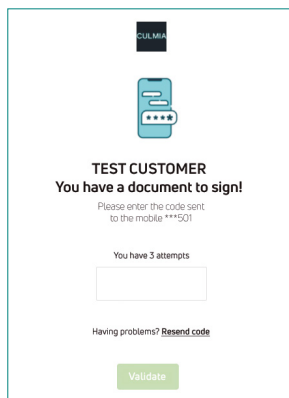 CULMIA
****
TEST CUSTOMER
You have a document to sign!
Please enter the code sent
to the mobile ***501
You have 3 attempts
Having problems? Resend code
Validate